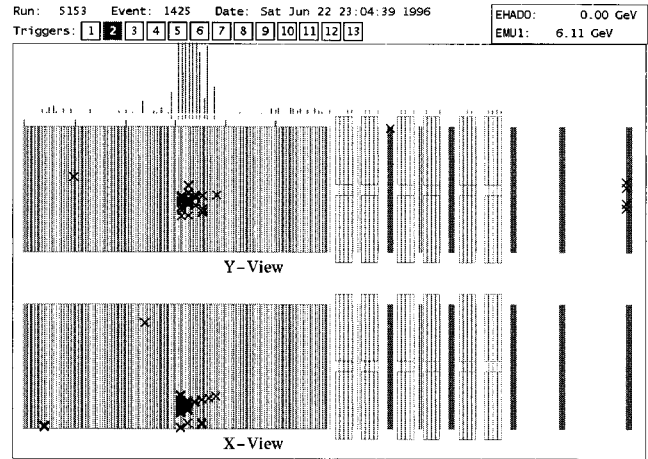 Run: 5153 Event: 1425 Date: Sat Jun 22 23:04:39 1996
Triggers: 1 2 3 4 5 6 7 8 9 10 11 12 13
EHADO: 0.00 GeV
EMU1: 6.11 GeV
Y-View
X-View